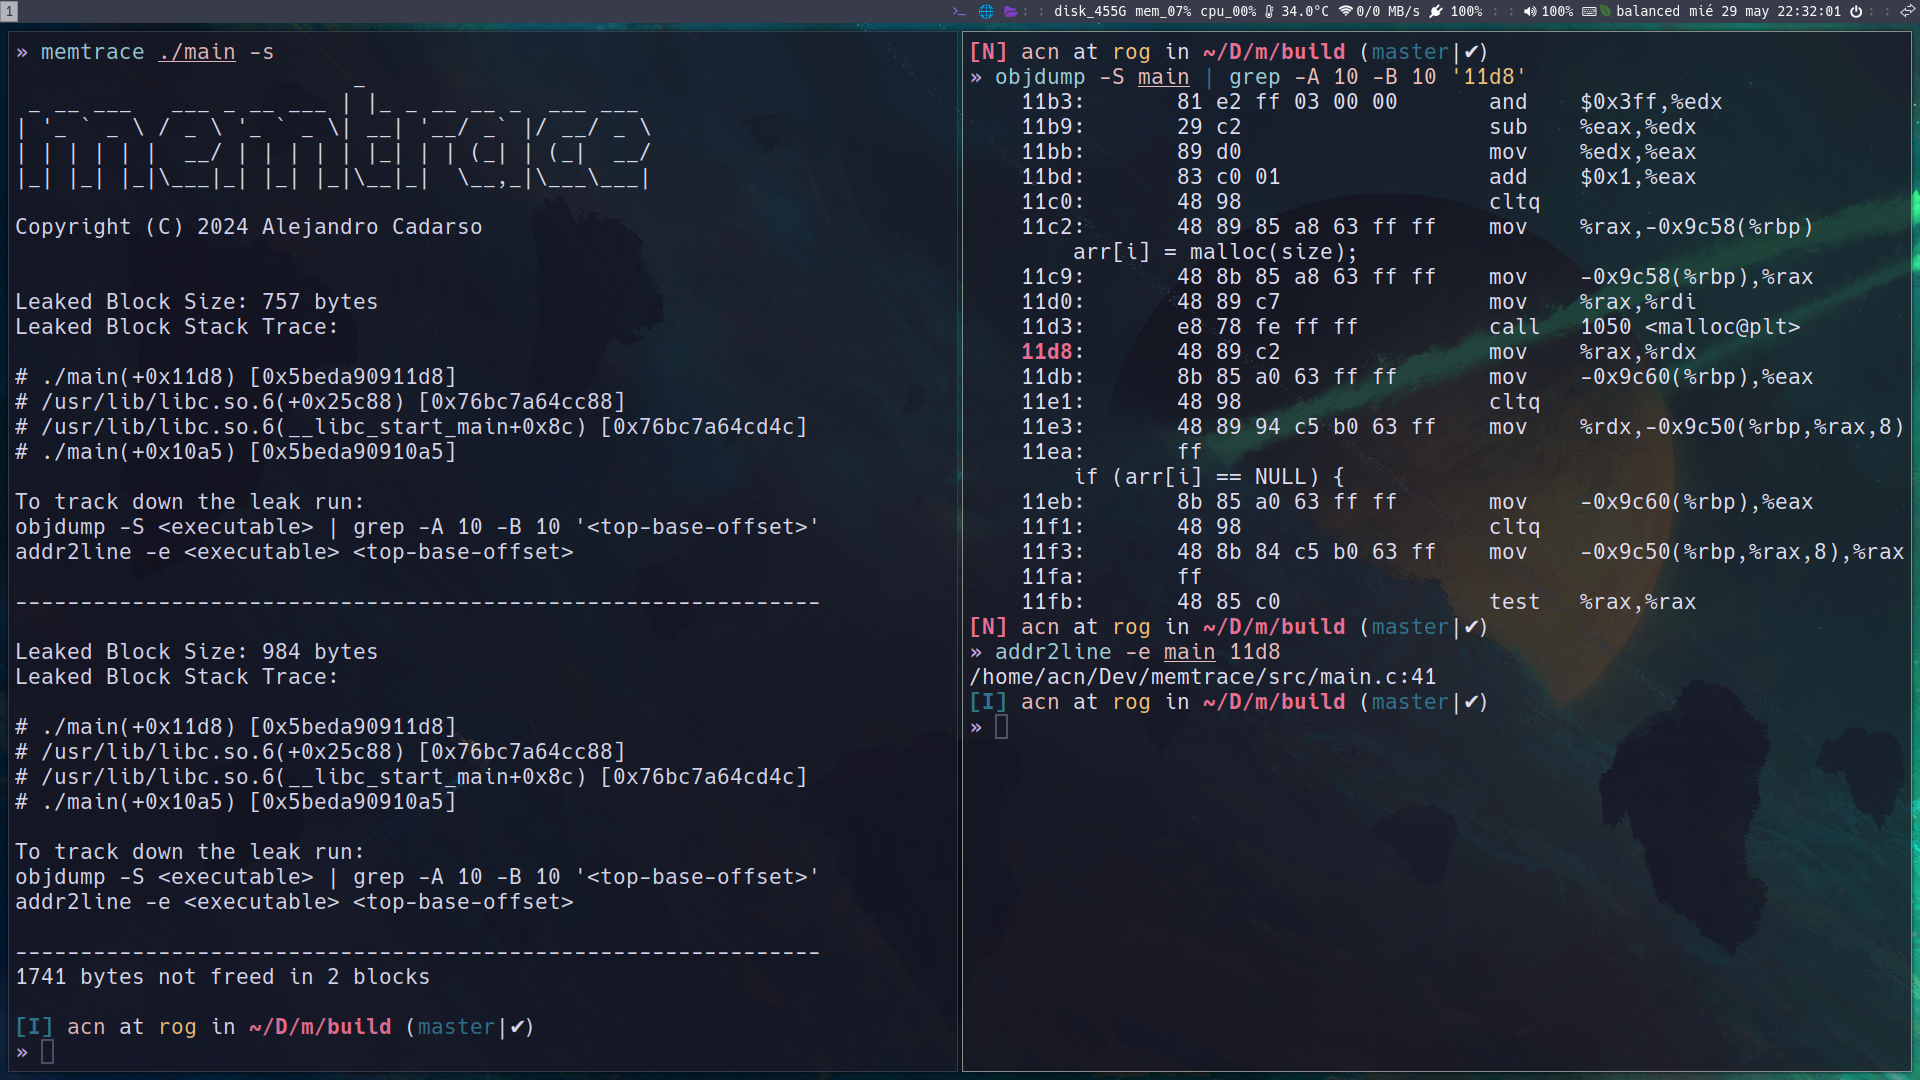 1
disk_455G mem_07% cpu_00% 34.0°C 0/0 MB/s 100% : : 100% balanced mié 29 may 22:32:01
» memtrace ./main -s
memtrace
Copyright (C) 2024 Alejandro Cadarso
Leaked Block Size: 757 bytes
Leaked Block Stack Trace:
# ./main(+0x11d8) [0x5beda90911d8]
# /usr/lib/libc.so.6(+0x25c88) [0x76bc7a64cc88]
# /usr/lib/libc.so.6(__libc_start_main+0x8c) [0x76bc7a64cd4c]
# ./main(+0x10a5) [0x5beda90910a5]
To track down the leak run:
objdump -S <executable> | grep -A 10 -B 10 '<top-base-offset>'
addr2line -e <executable> <top-base-offset>
--------------------------------------------------------------
Leaked Block Size: 984 bytes
Leaked Block Stack Trace:
# ./main(+0x11d8) [0x5beda90911d8]
# /usr/lib/libc.so.6(+0x25c88) [0x76bc7a64cc88]
# /usr/lib/libc.so.6(__libc_start_main+0x8c) [0x76bc7a64cd4c]
# ./main(+0x10a5) [0x5beda90910a5]
To track down the leak run:
objdump -S <executable> | grep -A 10 -B 10 '<top-base-offset>'
addr2line -e <executable> <top-base-offset>
--------------------------------------------------------------
1741 bytes not freed in 2 blocks
[I] acn at rog in ~/D/m/build (master|✔)
»
[N] acn at rog in ~/D/m/build (master|✔)
» objdump -S main | grep -A 10 -B 10 '11d8'
11b3: 81 e2 ff 03 00 00 and $0x3ff,%edx
11b9: 29 c2 sub %eax,%edx
11bb: 89 d0 mov %edx,%eax
11bd: 83 c0 01 add $0x1,%eax
11c0: 48 98 cltq
11c2: 48 89 85 a8 63 ff ff mov %rax,-0x9c58(%rbp)
arr[i] = malloc(size);
11c9: 48 8b 85 a8 63 ff ff mov -0x9c58(%rbp),%rax
11d0: 48 89 c7 mov %rax,%rdi
11d3: e8 78 fe ff ff call 1050 <malloc@plt>
11d8: 48 89 c2 mov %rax,%rdx
11db: 8b 85 a0 63 ff ff mov -0x9c60(%rbp),%eax
11e1: 48 98 cltq
11e3: 48 89 94 c5 b0 63 ff mov %rdx,-0x9c50(%rbp,%rax,8)
11ea: ff
if (arr[i] == NULL) {
11eb: 8b 85 a0 63 ff ff mov -0x9c60(%rbp),%eax
11f1: 48 98 cltq
11f3: 48 8b 84 c5 b0 63 ff mov -0x9c50(%rbp,%rax,8),%rax
11fa: ff
11fb: 48 85 c0 test %rax,%rax
[N] acn at rog in ~/D/m/build (master|✔)
» addr2line -e main 11d8
/home/acn/Dev/memtrace/src/main.c:41
[I] acn at rog in ~/D/m/build (master|✔)
»